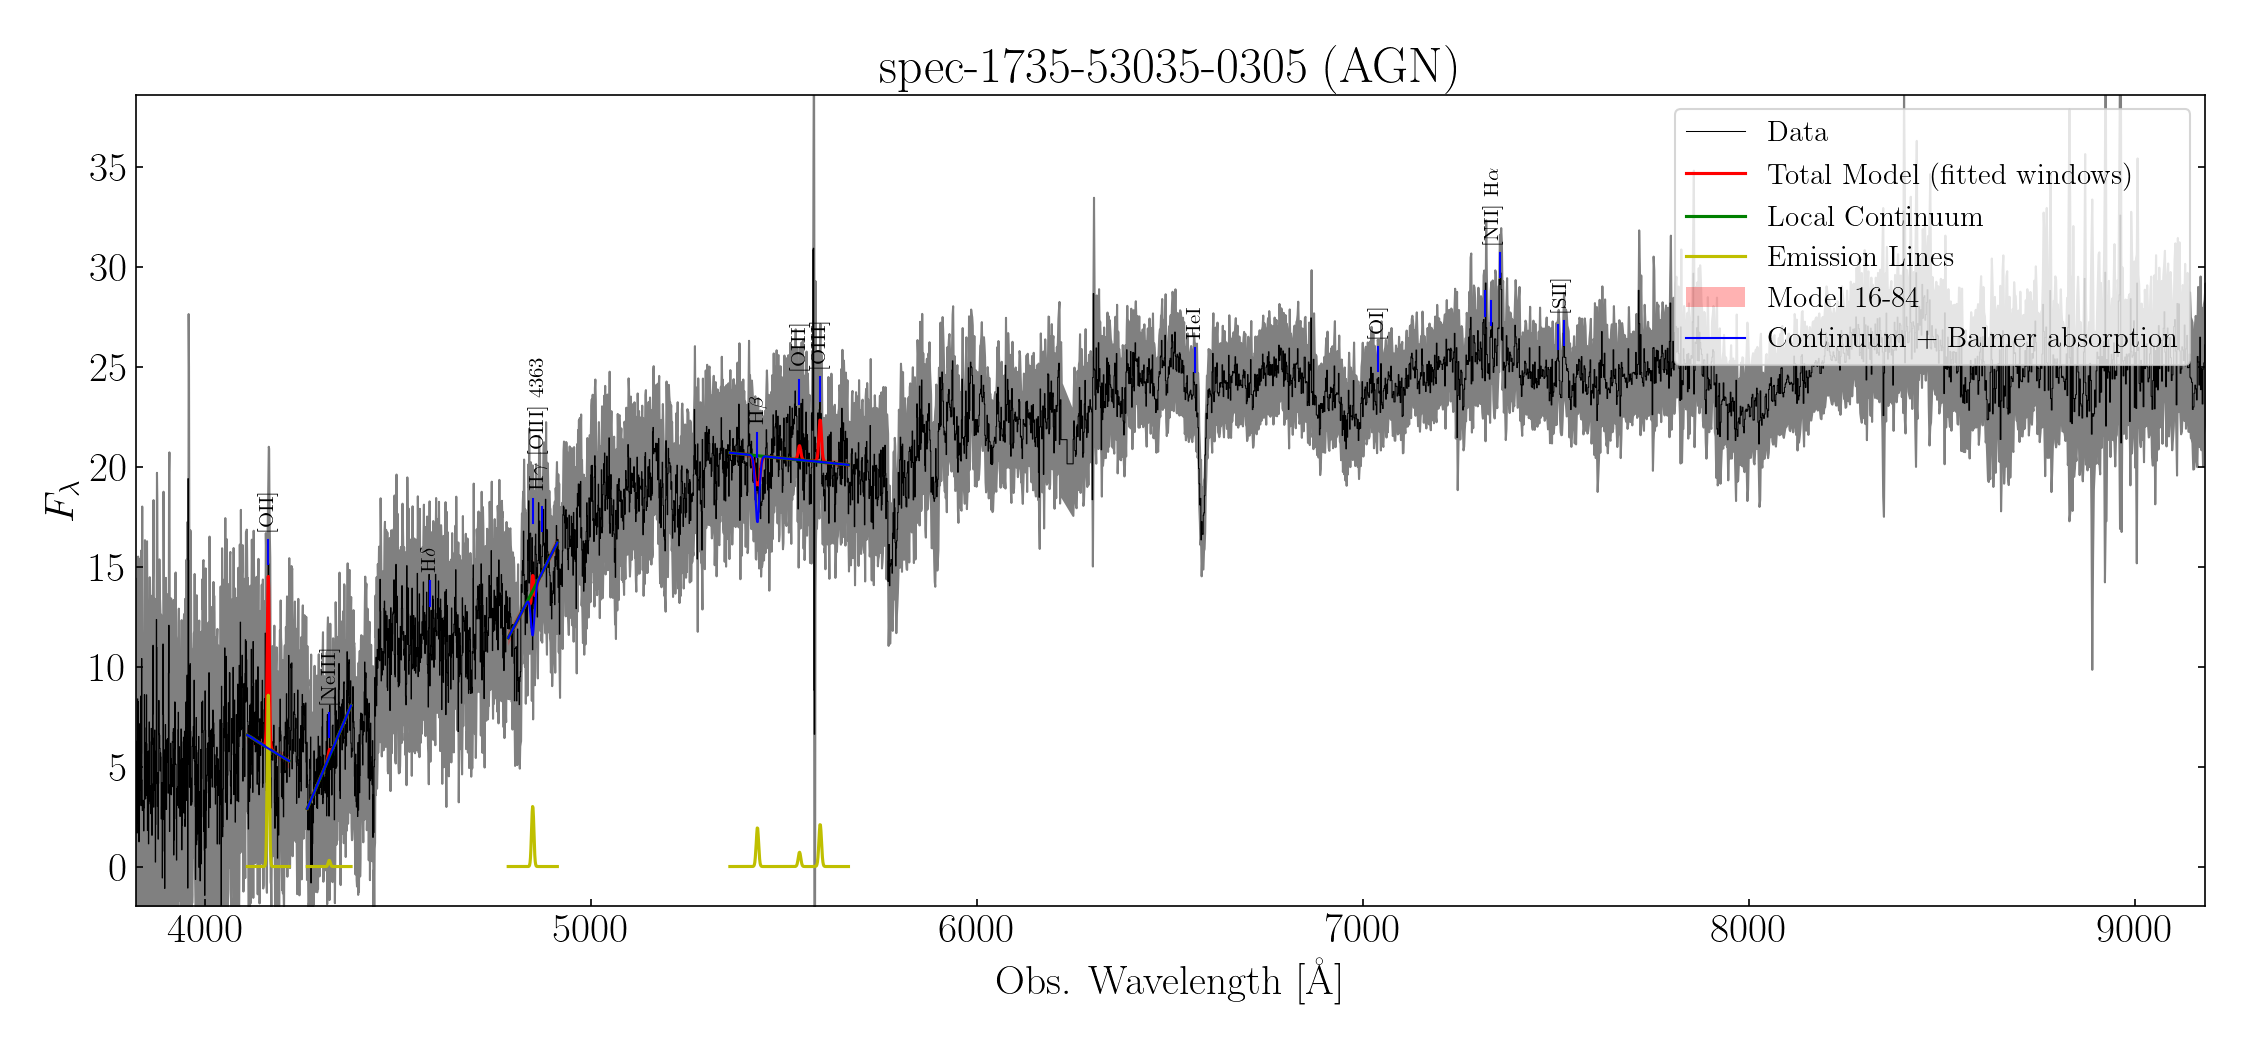 spec-1735-53035-0305 (AGN)
Data
Total Model (fitted windows)
Local Continuum
Emission Lines
Model 16-84
Continuum + Balmer absorption
Fλ
35
30
25
20
15
10
5
0
[OII]
[NeIII]
Hδ
Hγ [OIII] 4363
Hβ
[OIII]
[OIII]
HeI
[OI]
[NII] Hα
[SII]
4000
5000
6000
7000
8000
9000
Obs. Wavelength [Å]